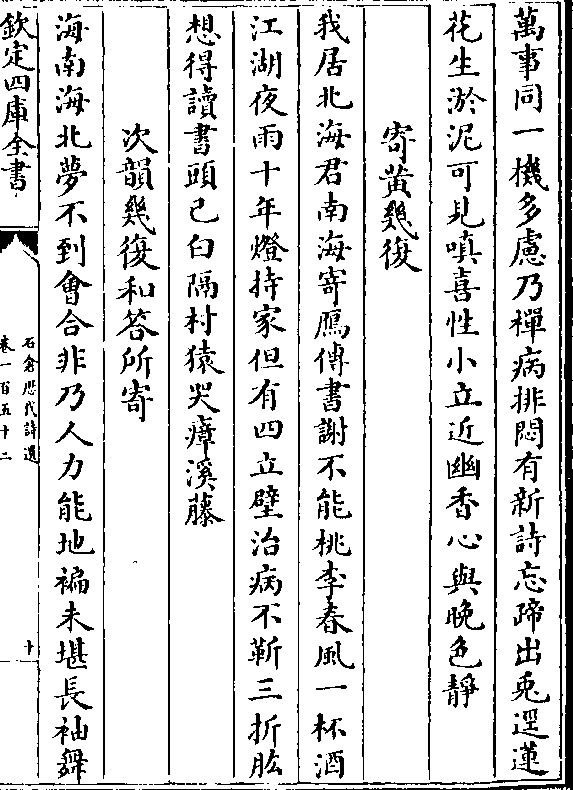 萬事同一機多慮乃禪病排悶有新詩忘蹄出兎逕蓮
花生淤泥可見嗔喜性小立近幽香心與晚色靜
寄黄幾復
我居北海君南海寄鴈傳書謝不能桃李春風一杯酒
江湖夜雨十年燈持家但有四立壁治病不靳三折肱
想得讀書頭已白隔村猿哭瘴溪藤
次韻幾復和答所寄
海南海北夢不到會合非乃人力能地褊未堪長袖舞
欽定四庫全書
石倉歴代詩選
卷一百五十二
十